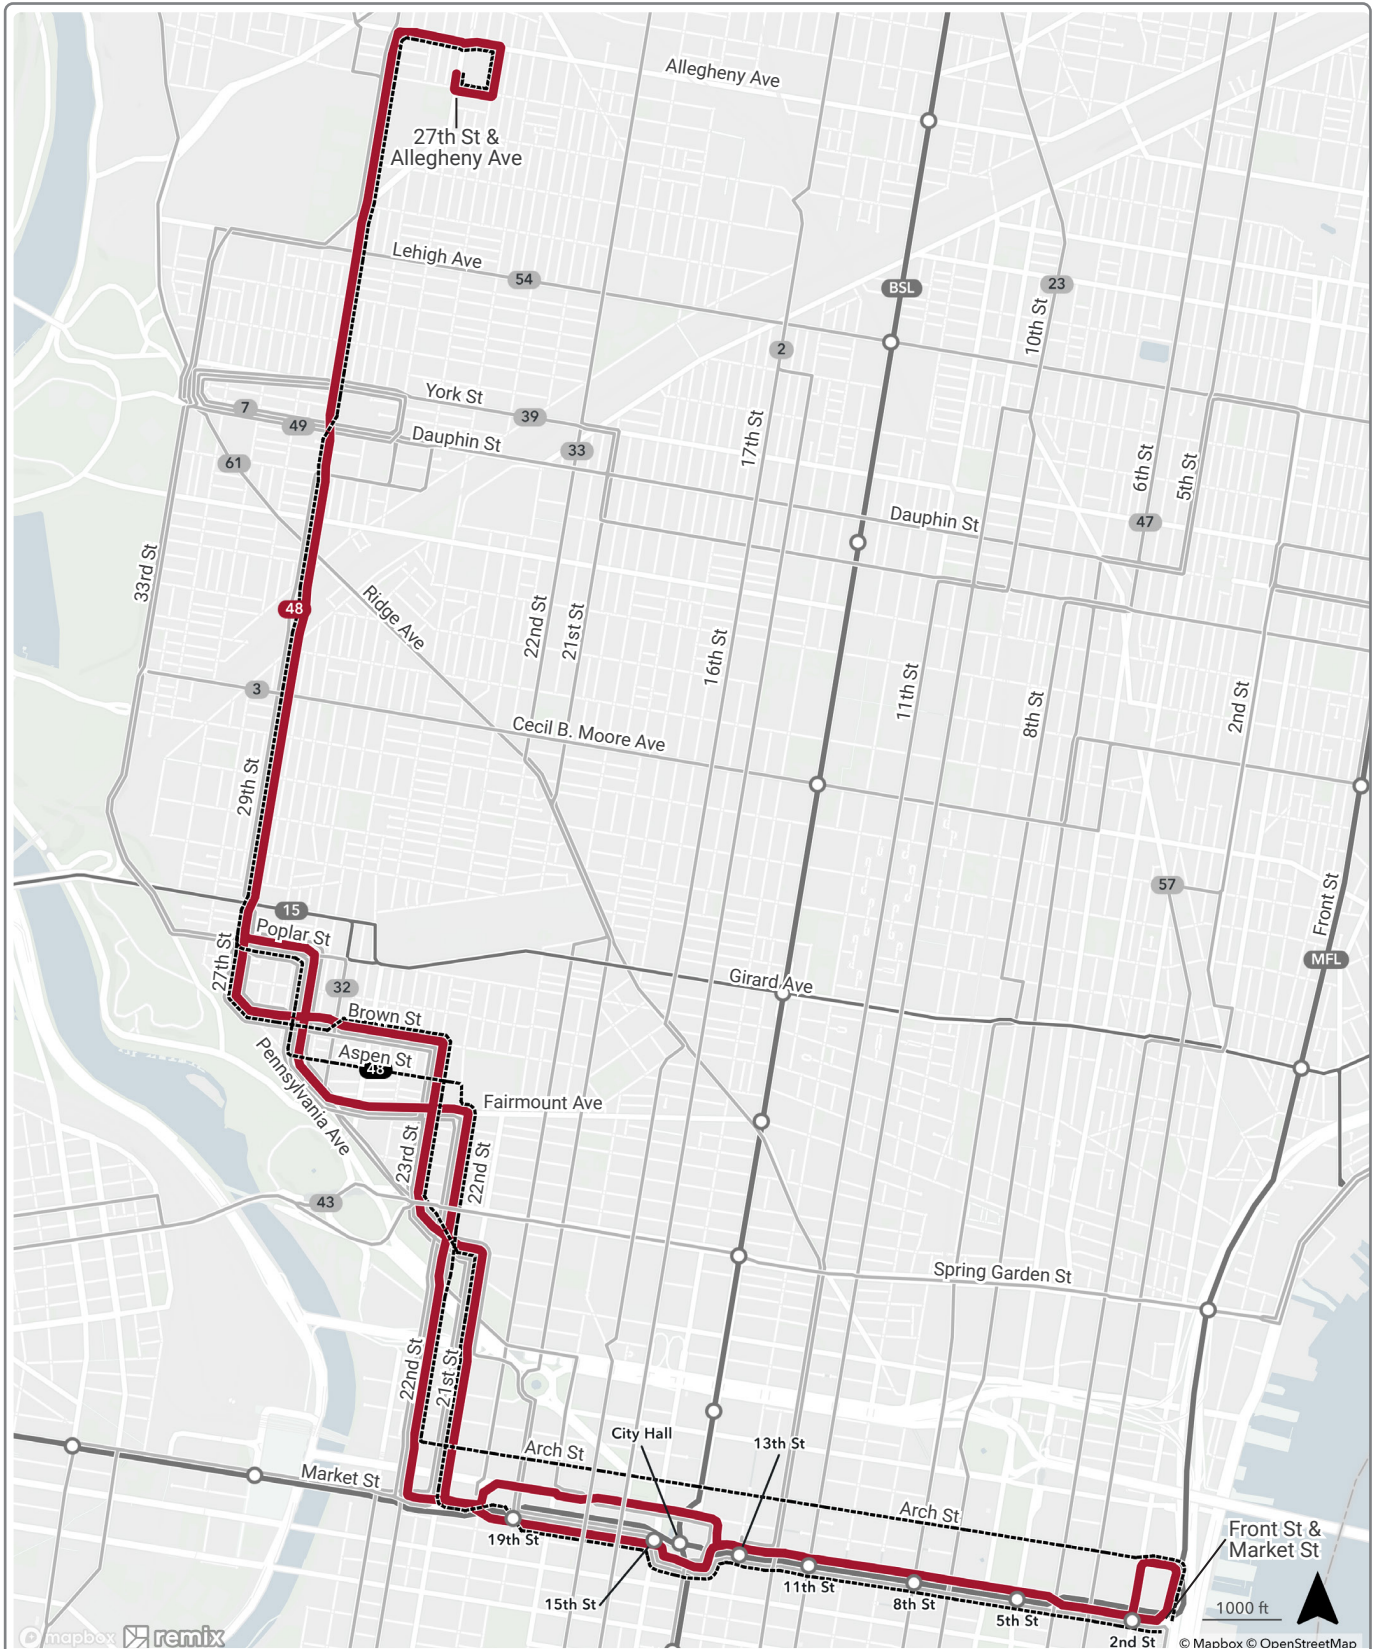 Allegheny Ave
27th St &
Allegheny Ave
Lehigh Ave
54
BSL
23
10th St
2
York St
7
39
49
Dauphin St
33
61
17th St
6th St
5th St
47
Dauphin St
33rd St
48
Ridge Ave
22nd St
21st St
16th St
11th St
8th St
2nd St
3
Cecil B. Moore Ave
29th St
57
15
Front St
Poplar St
27th St
MFL
32
Girard Ave
Brown St
Aspen St
48
Pennsylvania Ave
Fairmount Ave
23rd St
22nd St
43
Spring Garden St
22nd St
21st St
City Hall
13th St
Arch St
Market St
Arch St
Front St &
Market St
19th St
11th St
8th St
15th St
5th St
1000 ft
2nd St
mapbox remix
© Mapbox © OpenStreetMap